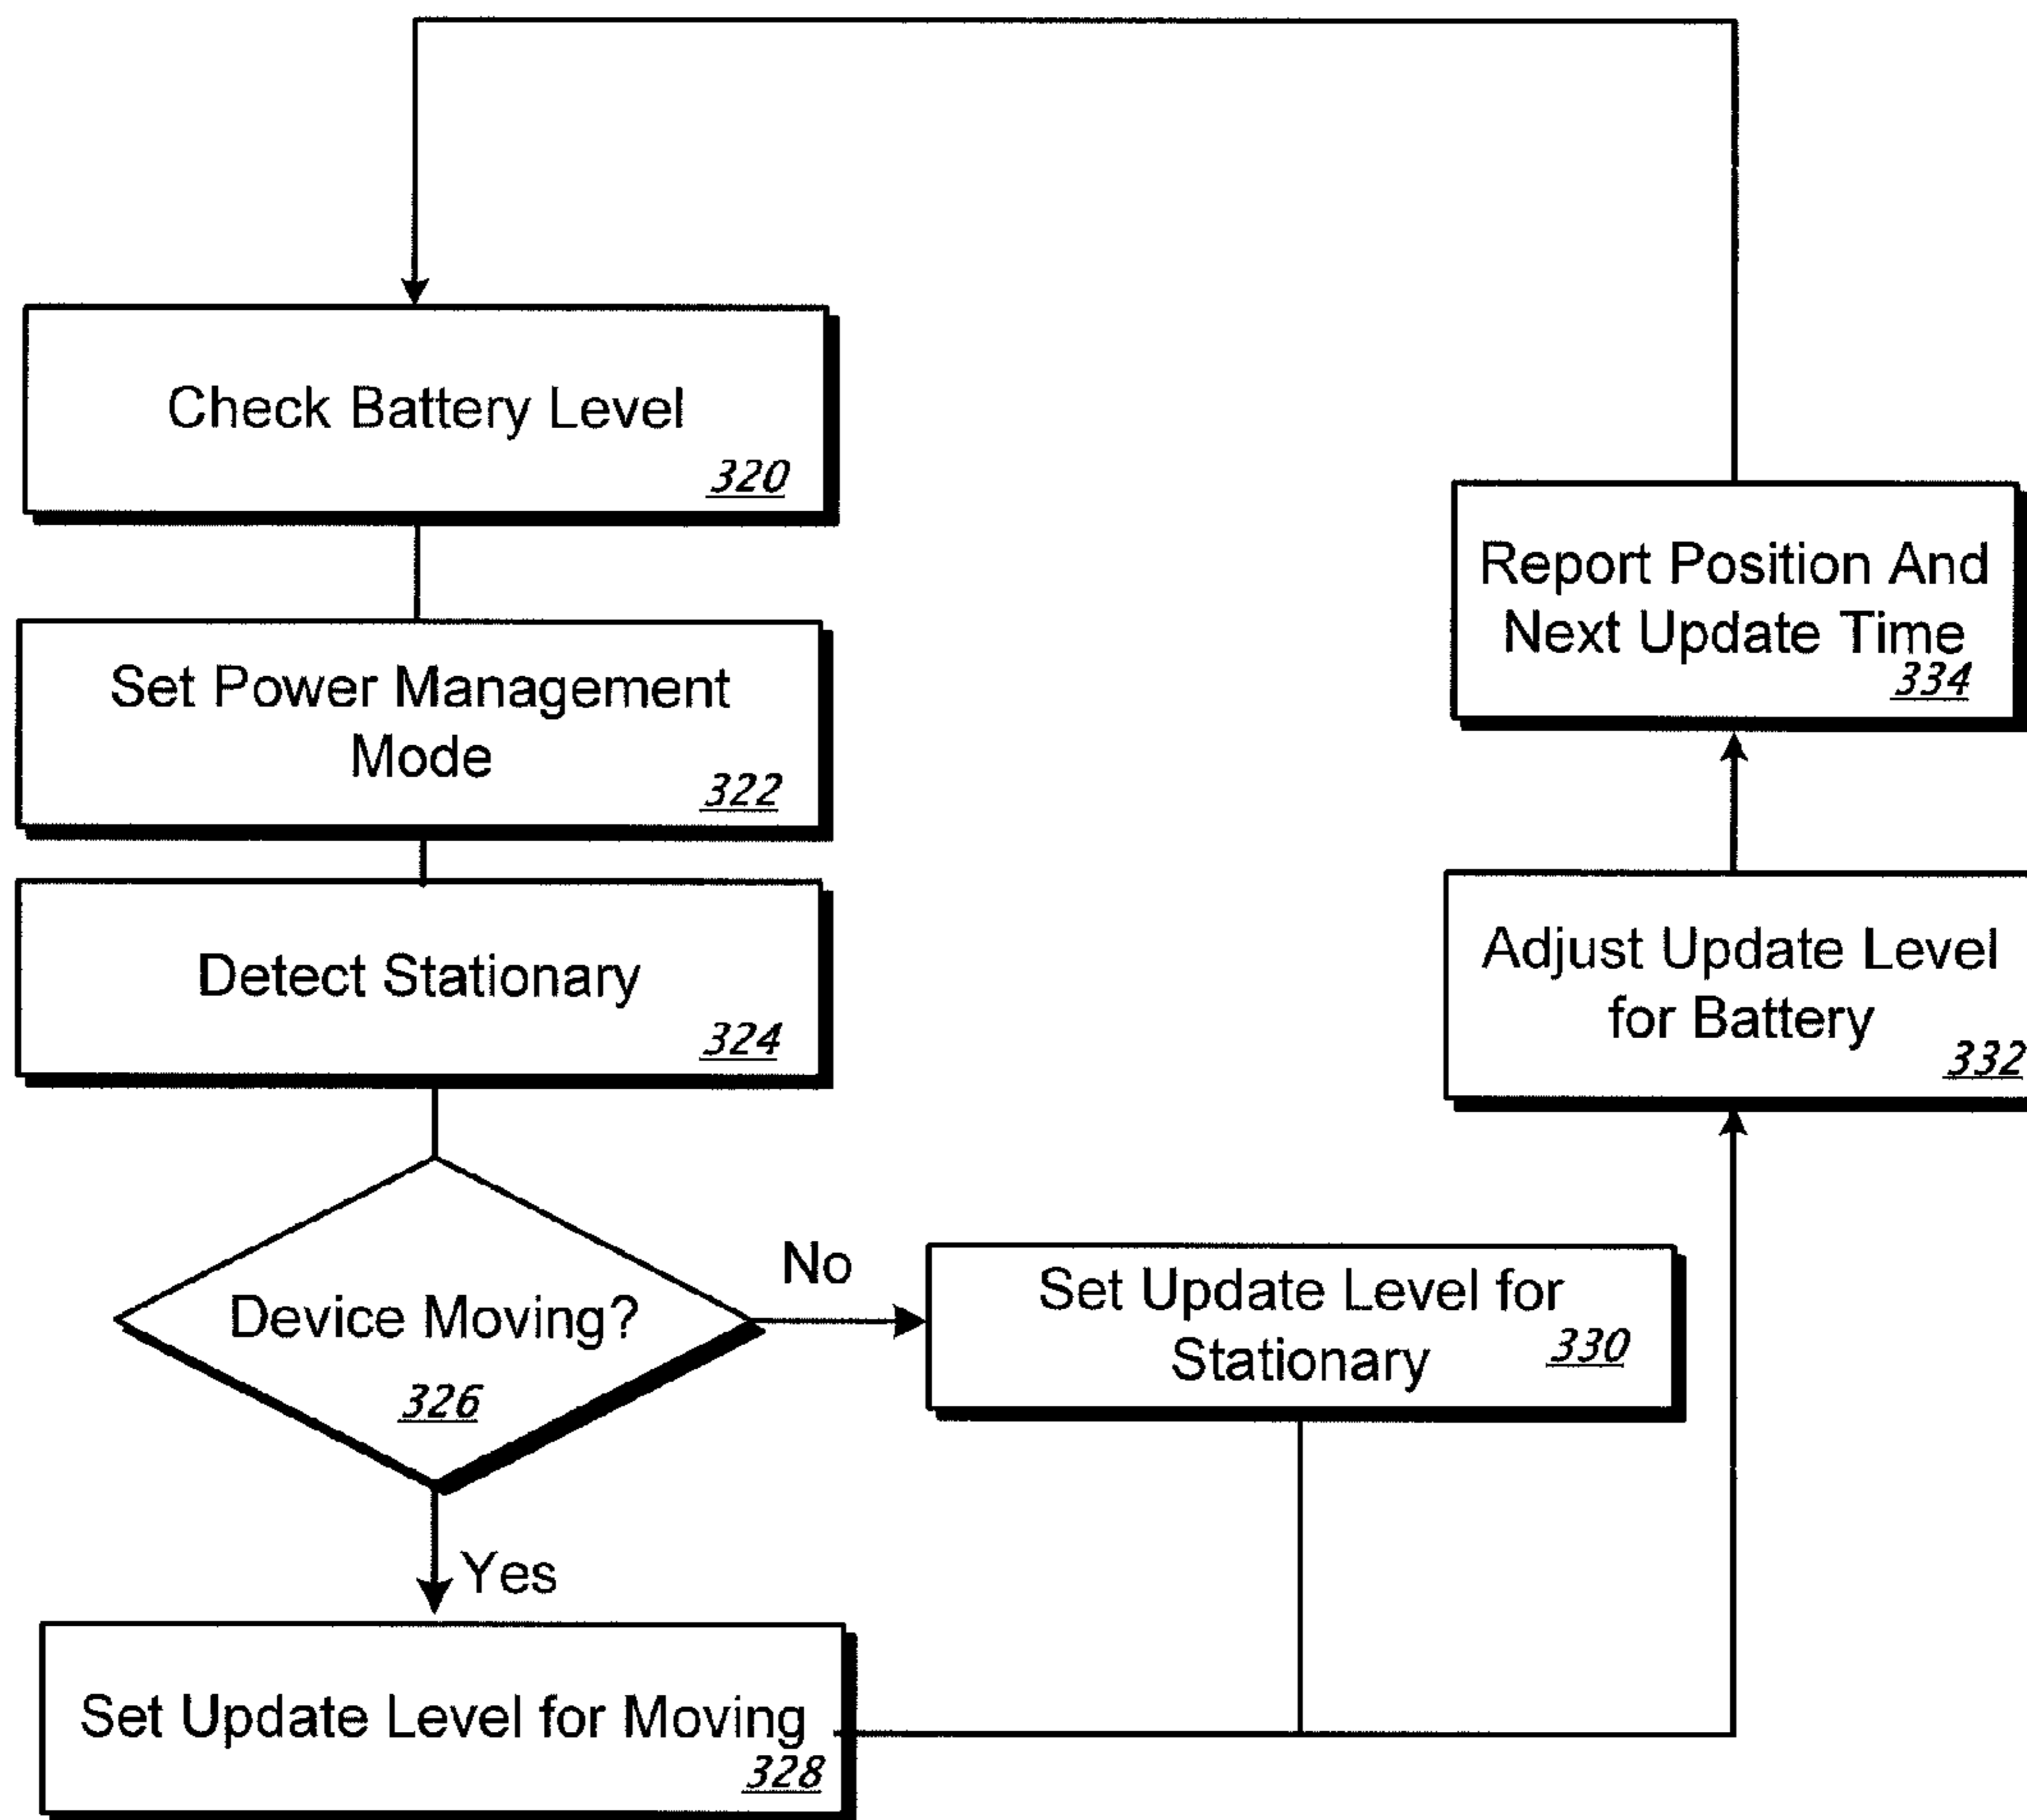 Check Battery Level
320
Set Power Management
Mode
322
Detect Stationary
324
Device Moving?
326
No
Yes
Set Update Level for Moving
328
Set Update Level for
Stationary
330
Adjust Update Level
for Battery
332
Report Position And
Next Update Time
334